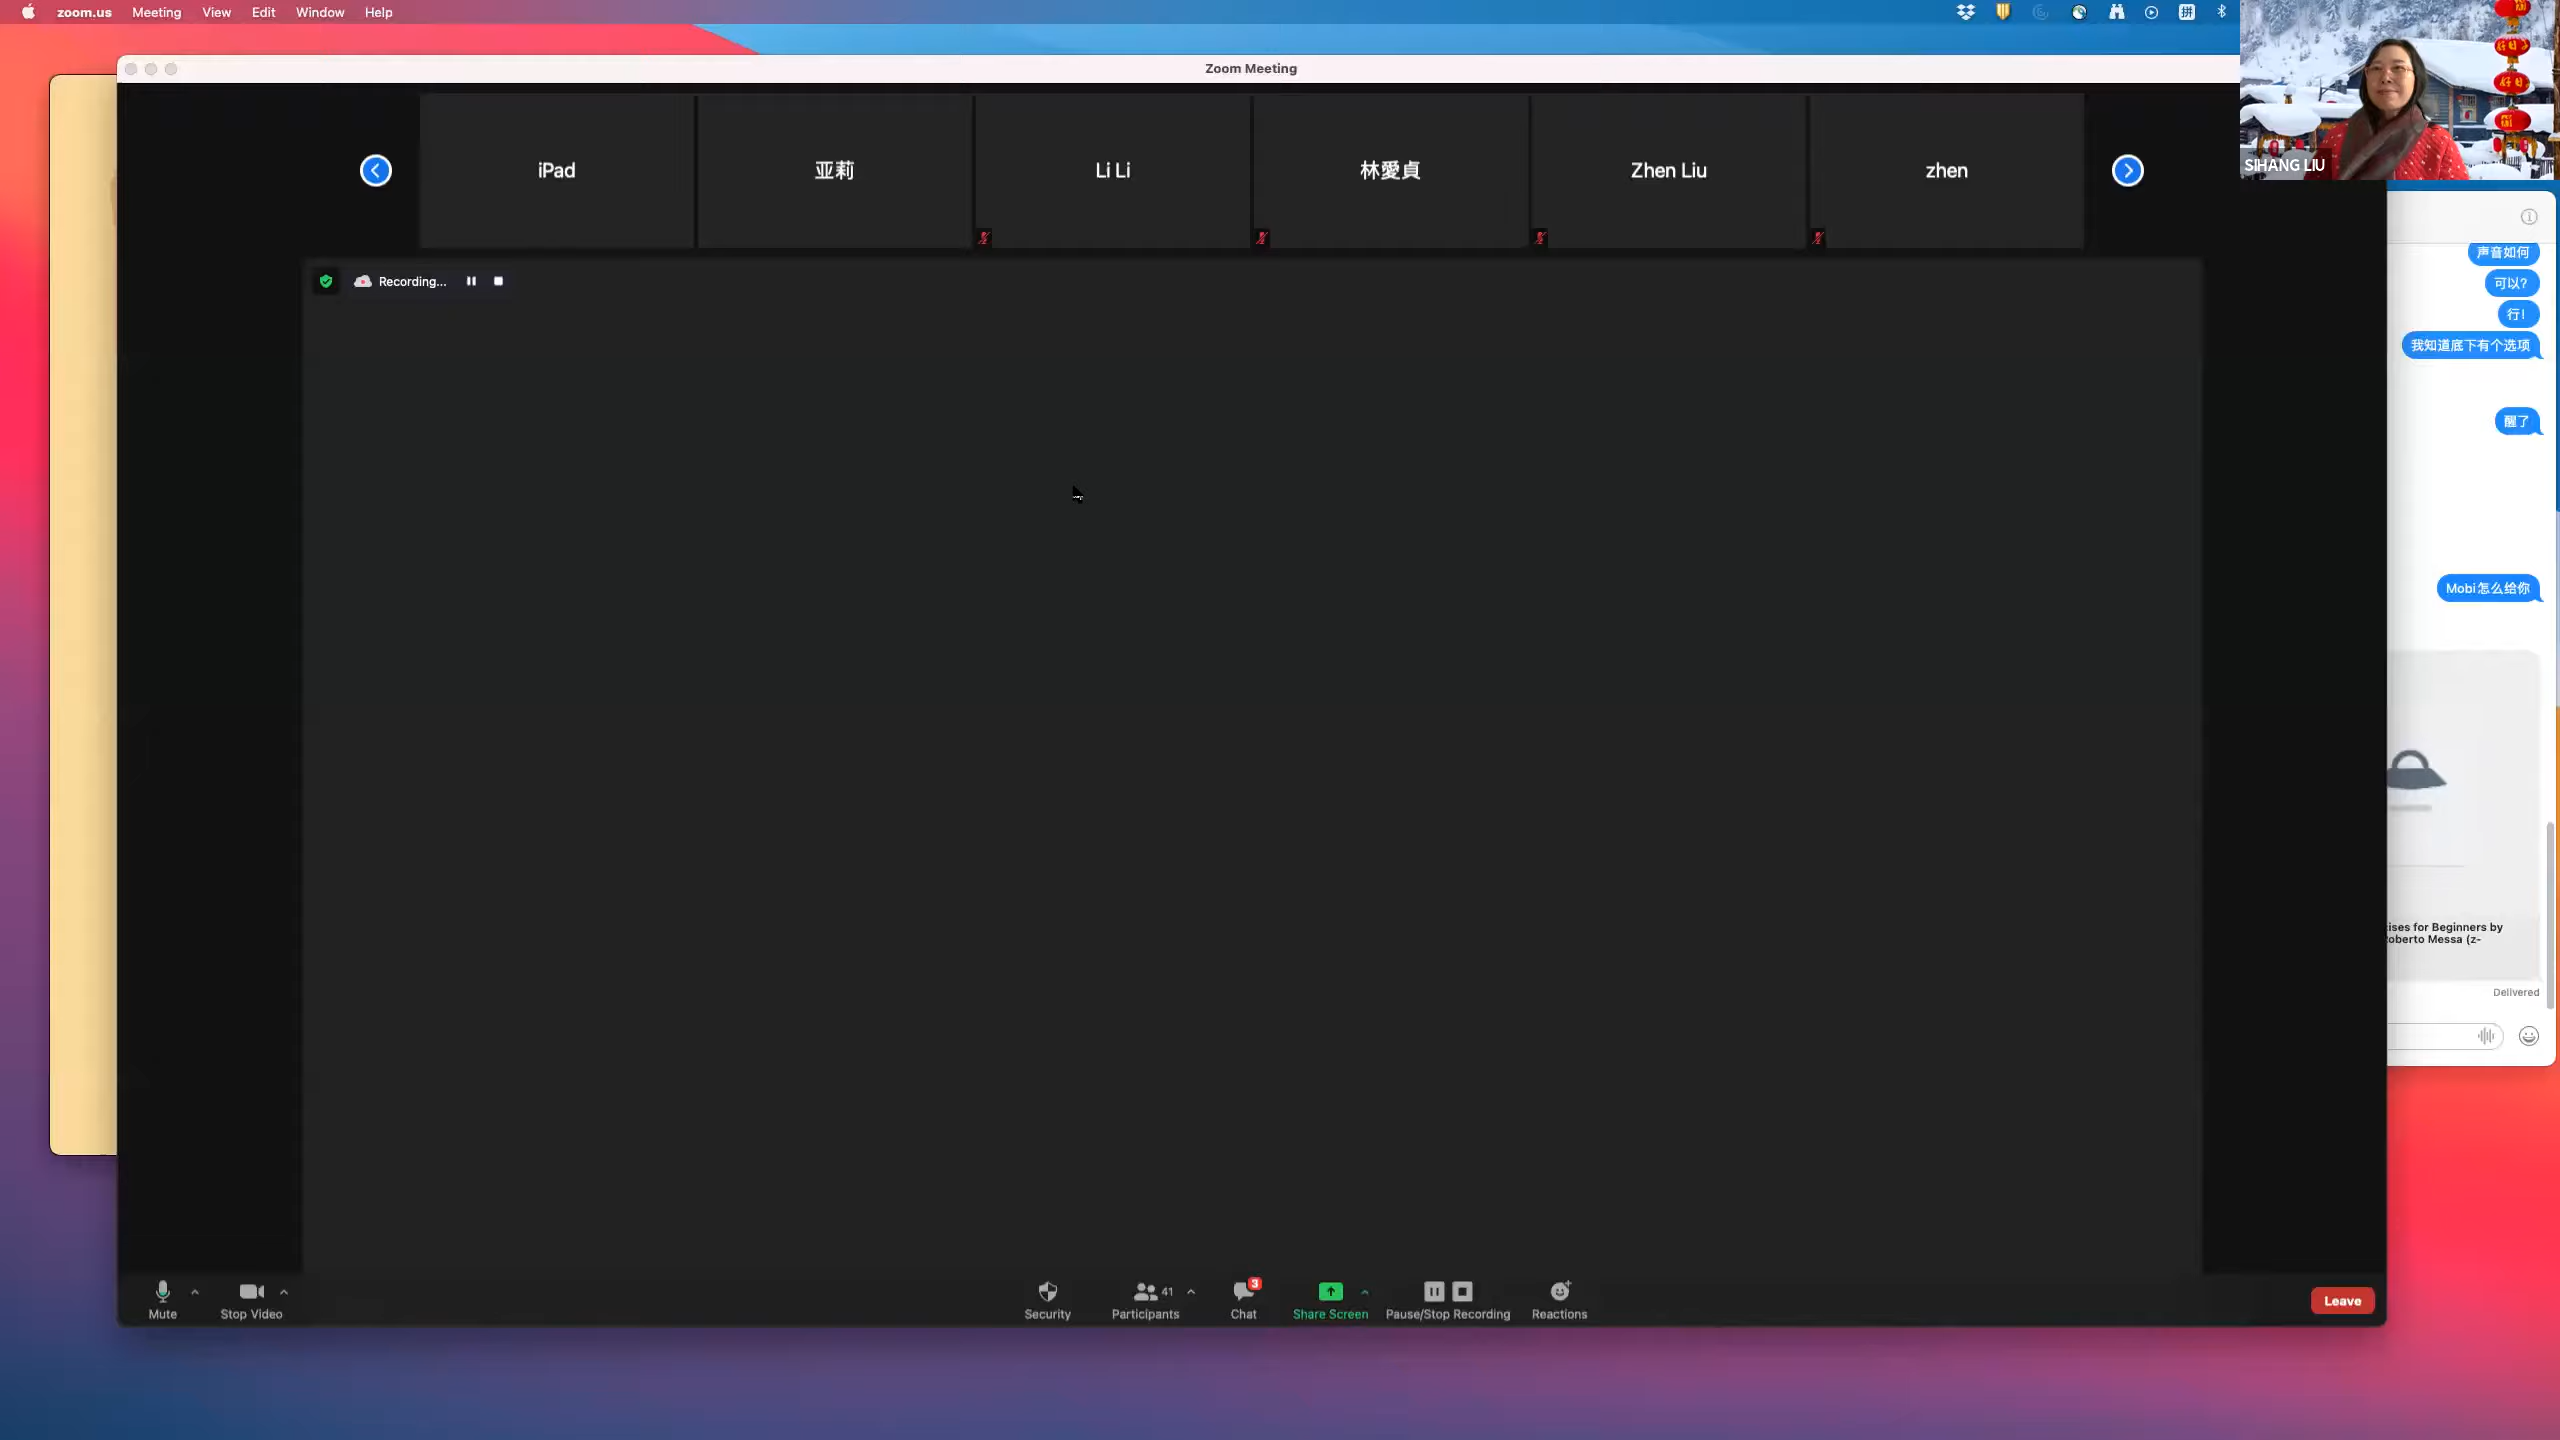 zoom.us Meeting View Edit Window Help
拼
Zoom Meeting
SIHANG LIU
iPad
亚莉
Li Li
林愛貞
Zhen Liu
zhen
Recording...
声音如何
可以?
行!
我知道底下有个选项
醒了
Mobi怎么给你
ises for Beginners by
oberto Messa (z-
Delivered
Mute
Stop Video
Security
41
Participants
3
Chat
Share Screen
Pause/Stop Recording
Reactions
Leave